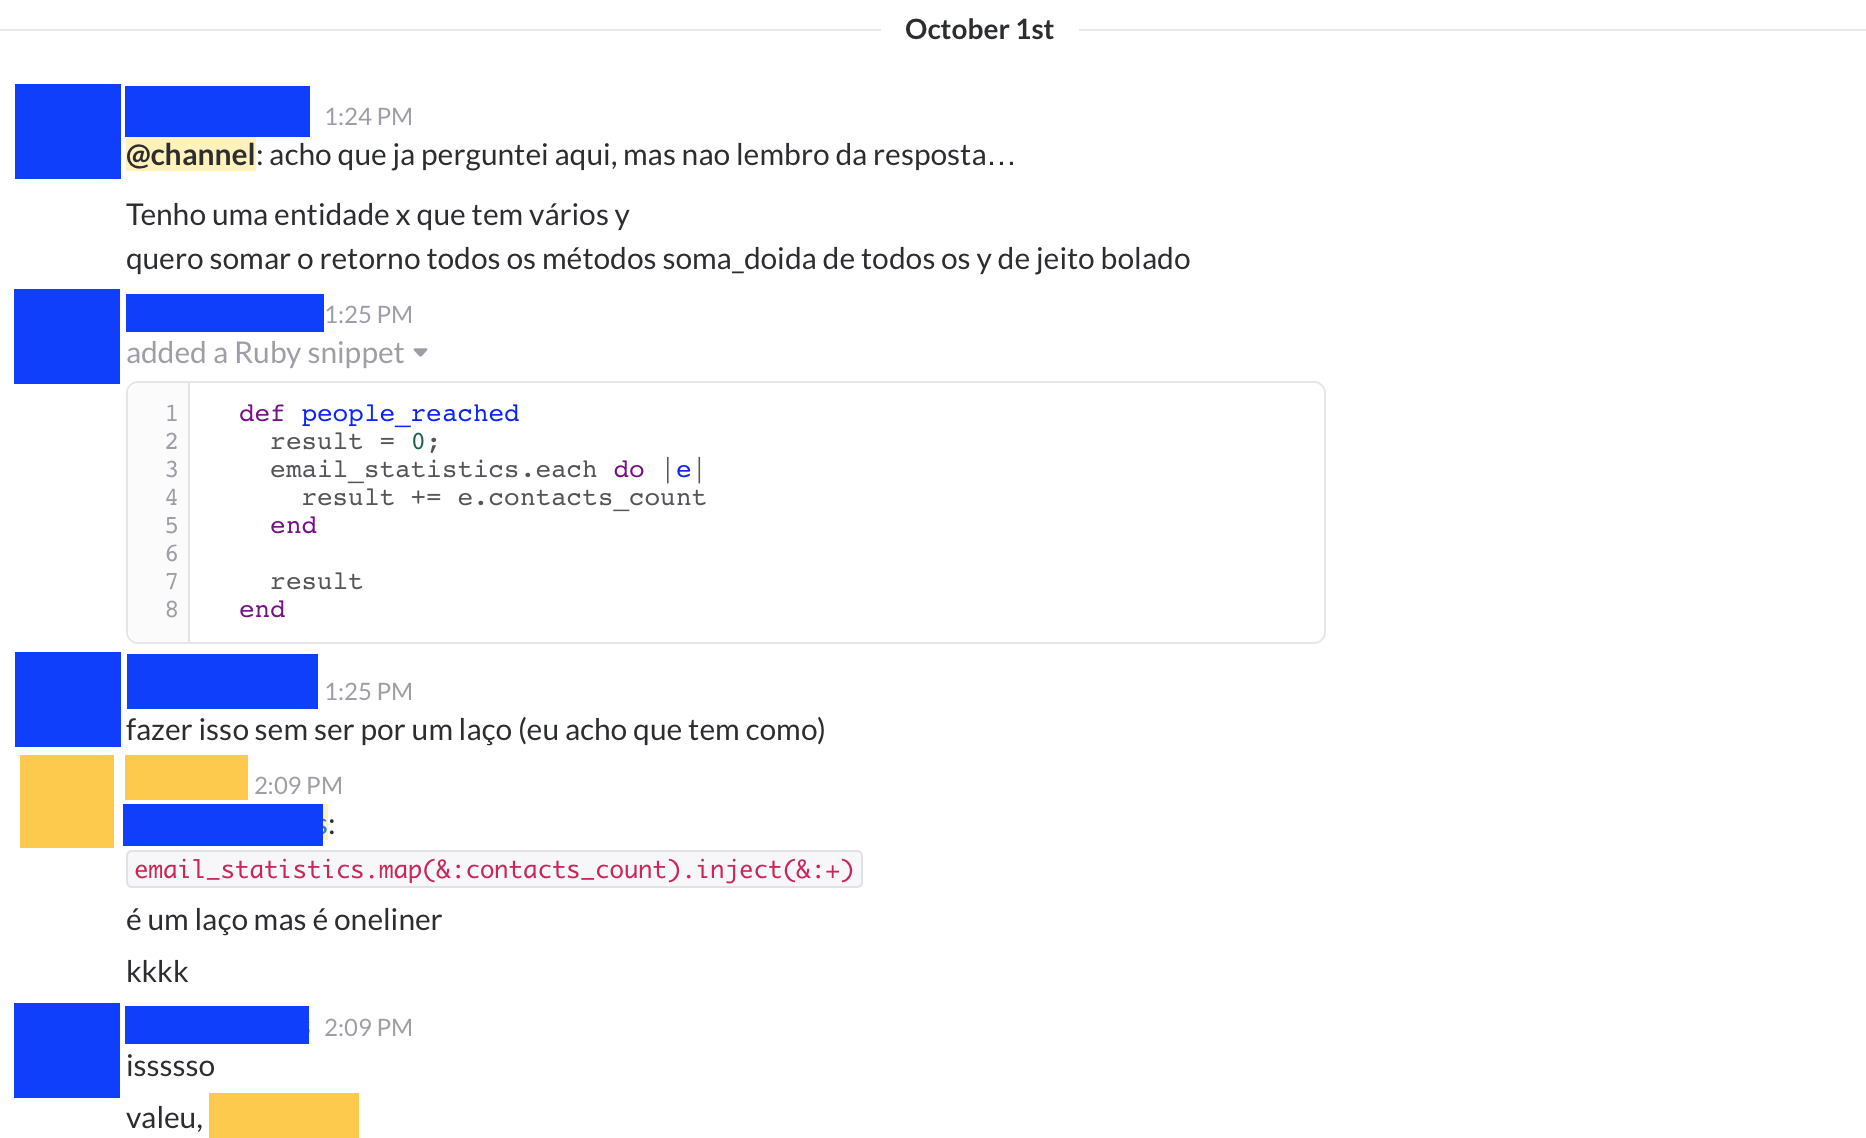 October 1st
1:24 PM
@channel: acho que ja perguntei aqui, mas nao lembro da resposta…
Tenho uma entidade x que tem vários y
quero somar o retorno todos os métodos soma_doida de todos os y de jeito bolado
1:25 PM
added a Ruby snippet
1 def people_reached
2 result = 0;
3 email_statistics.each do |e|
4 result += e.contacts_count
5 end
6
7 result
8 end
1:25 PM
fazer isso sem ser por um laço (eu acho que tem como)
2:09 PM
:
email_statistics.map(&:contacts_count).inject(&:+)
é um laço mas é oneliner
kkkk
2:09 PM
issssso
valeu,